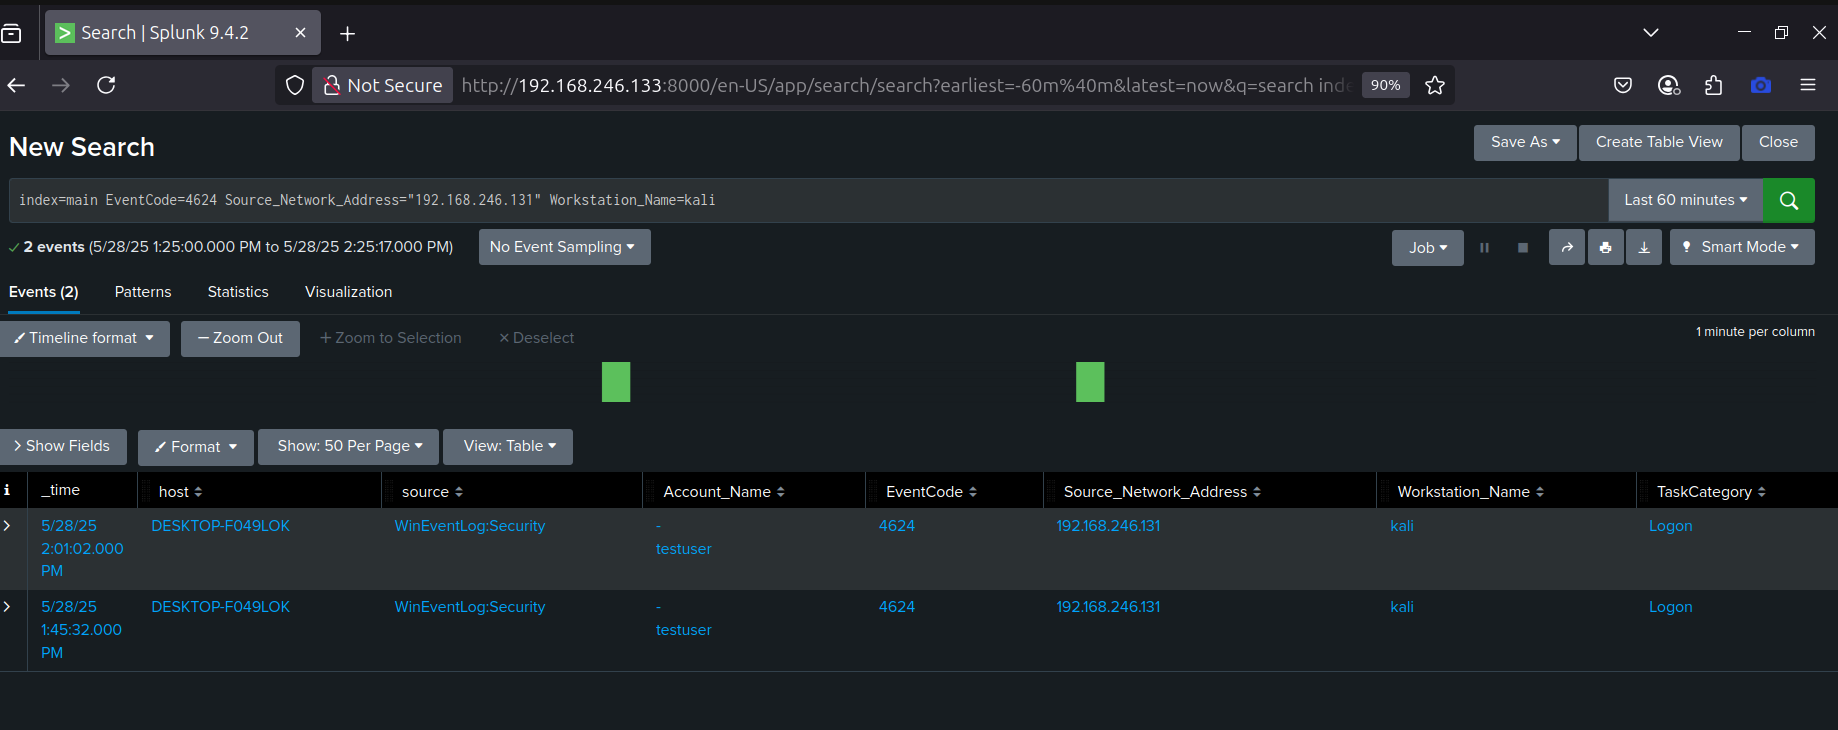 Search | Splunk 9.4.2
Not Secure http://192.168.246.133:8000/en-US/app/search/search?earliest=-60m%40m&latest=now&q=search inde 90%
New Search
Save As Create Table View Close
index=main EventCode=4624 Source_Network_Address="192.168.246.131" Workstation_Name=kali
Last 60 minutes
2 events (5/28/25 1:25:00.000 PM to 5/28/25 2:25:17.000 PM) No Event Sampling Job Smart Mode
Events (2) Patterns Statistics Visualization
Timeline format — Zoom Out + Zoom to Selection × Deselect 1 minute per column
> Show Fields Format Show: 50 Per Page View: Table
i _time host source Account_Name EventCode Source_Network_Address Workstation_Name TaskCategory
> 5/28/25 DESKTOP-F049LOK WinEventLog:Security - 4624 192.168.246.131 kali Logon
2:01:02.000 testuser
PM
> 5/28/25 DESKTOP-F049LOK WinEventLog:Security - 4624 192.168.246.131 kali Logon
1:45:32.000 testuser
PM